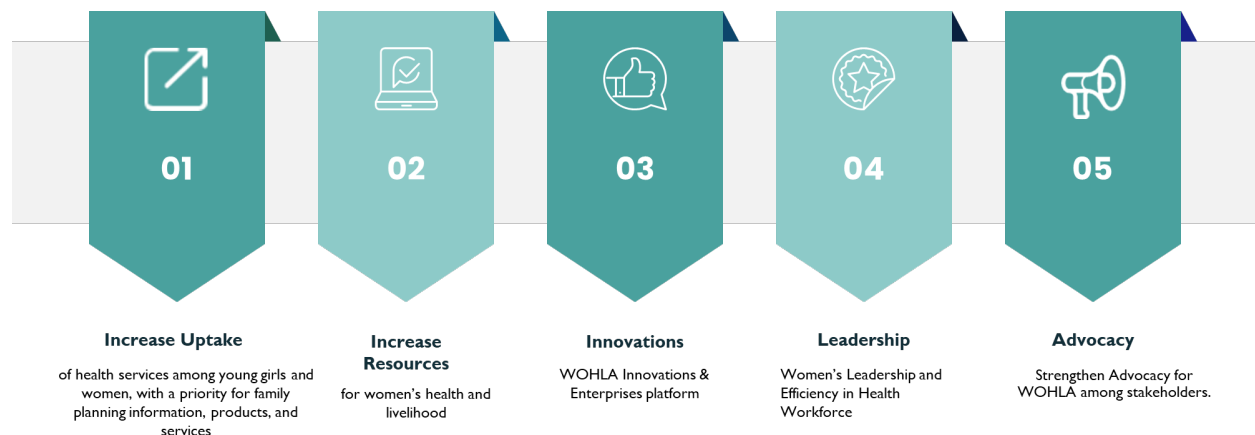 01
02
03
04
05
Increase Uptake
of health services among young girls and
women, with a priority for family
planning information, products, and
services
Increase
Resources
for women’s health and
livelihood
Innovations
WOHLA Innovations &
Enterprises platform
Leadership
Women’s Leadership and
Efficiency in Health
Workforce
Advocacy
Strengthen Advocacy for
WOHLA among stakeholders.